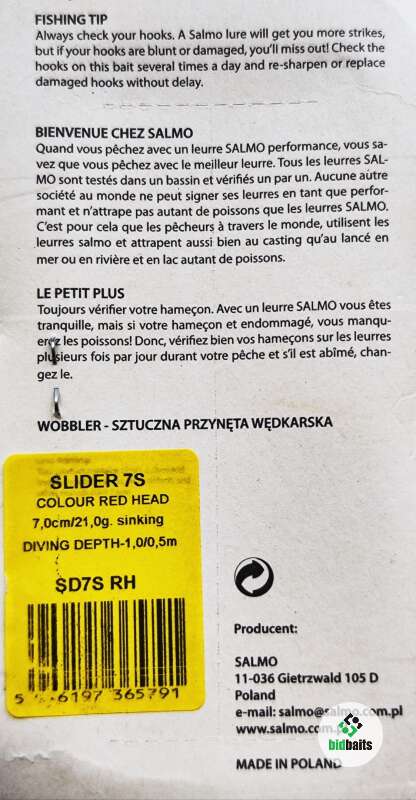 FISHING TIP
Always check your hooks. A Salmo lure will get you more strikes,
but if your hooks are blunt or damaged, you'll miss out! Check the
hooks on this bait several times a day and re-sharpen or replace
damaged hooks without delay.
BIENVENUE CHEZ SALMO
Quand vous pêchez avec un leurre SALMO performance, vous sa-
vez que vous pêchez avec le meilleur leurre. Tous les leurres SAL-
MO sont testés dans un bassin et vérifiés un par un. Aucune autre
société au monde ne peut signer ses leurres en tant que perfor-
mant et n'attrape pas autant de poissons que les leurres SALMO.
C'est pour cela que les pêcheurs à travers le monde, utilisent les
leurres salmo et attrapent aussi bien au casting qu'au lancé en
mer ou en rivière et en lac autant de poissons.
LE PETIT PLUS
Toujours vérifier votre hameçon. Avec un leurre SALMO vous êtes
tranquille, mais si votre hameçon et endommagé, vous manqu-
erez les poissons! Donc, vérifiez bien vos hameçons sur les leurres
plusieurs fois par jour durant votre pêche et s'il est abîmé, chan-
gez le.
WOBBLER - SZTUCZNA PRZYNĘTA WĘDKARSKA
SLIDER 7S
COLOUR RED HEAD
7,0cm/21,0g. sinking
DIVING DEPTH-1,0/0,5m
SD7S RH
6197 365791
Producent:
SALMO
11-036 Gietrzwald 105 D
Poland
e-mail: salmo@salmo.com.pl
www.salmo.com.p
bidbaits
MADE IN POLAND